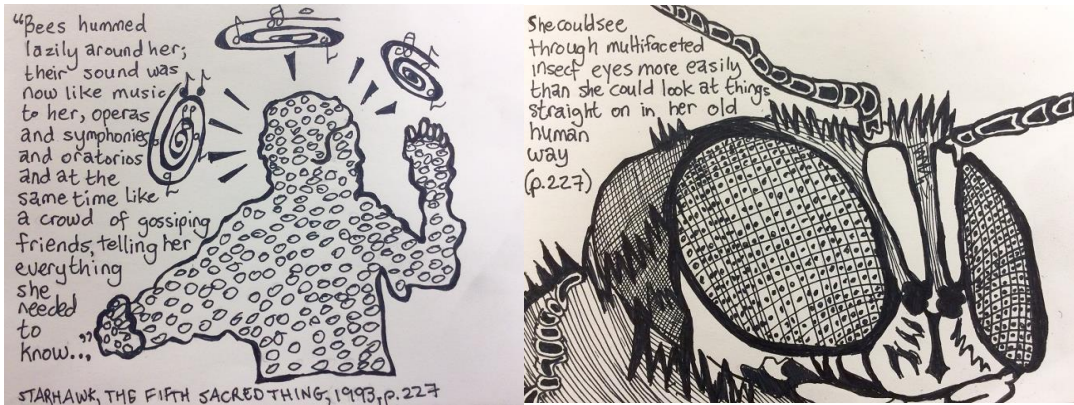 "Bees hummed
lazily around her;
their sound was
now like music
to her, operas
and symphonies
and oratorios
and at the
same time like
a crowd of gossiping
friends, telling her
everything
she
needed
to
know..."
STARHAWK, THE FIFTH SACRED THING, 1993, p.227
She could see
through multifaceted
insect eyes more easily
than she could look at things
straight on in her old
human
way
(p.227)